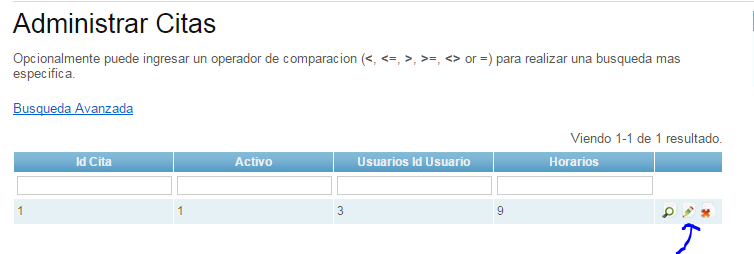 Administrar Citas
Opcionalmente puede ingresar un operador de comparacion (<, <=, >, >=, <> or =) para realizar una busqueda mas
especifica.
Busqueda Avanzada
Viendo 1-1 de 1 resultado.
Id Cita Activo Usuarios Id Usuario Horarios
1 1 3 9